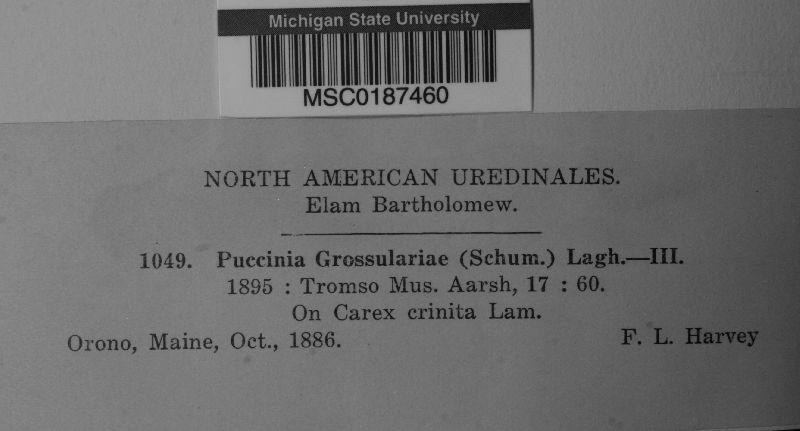 Michigan State University
MSC0187460
NORTH AMERICAN UREDINALES.
Elam Bartholomew.
1049. Puccinia Grossulariae (Schum.) Lagh.—III.
1895 : Tromso Mus. Aarsh, 17 : 60.
On Carex crinita Lam.
Orono, Maine, Oct., 1886. F. L. Harvey